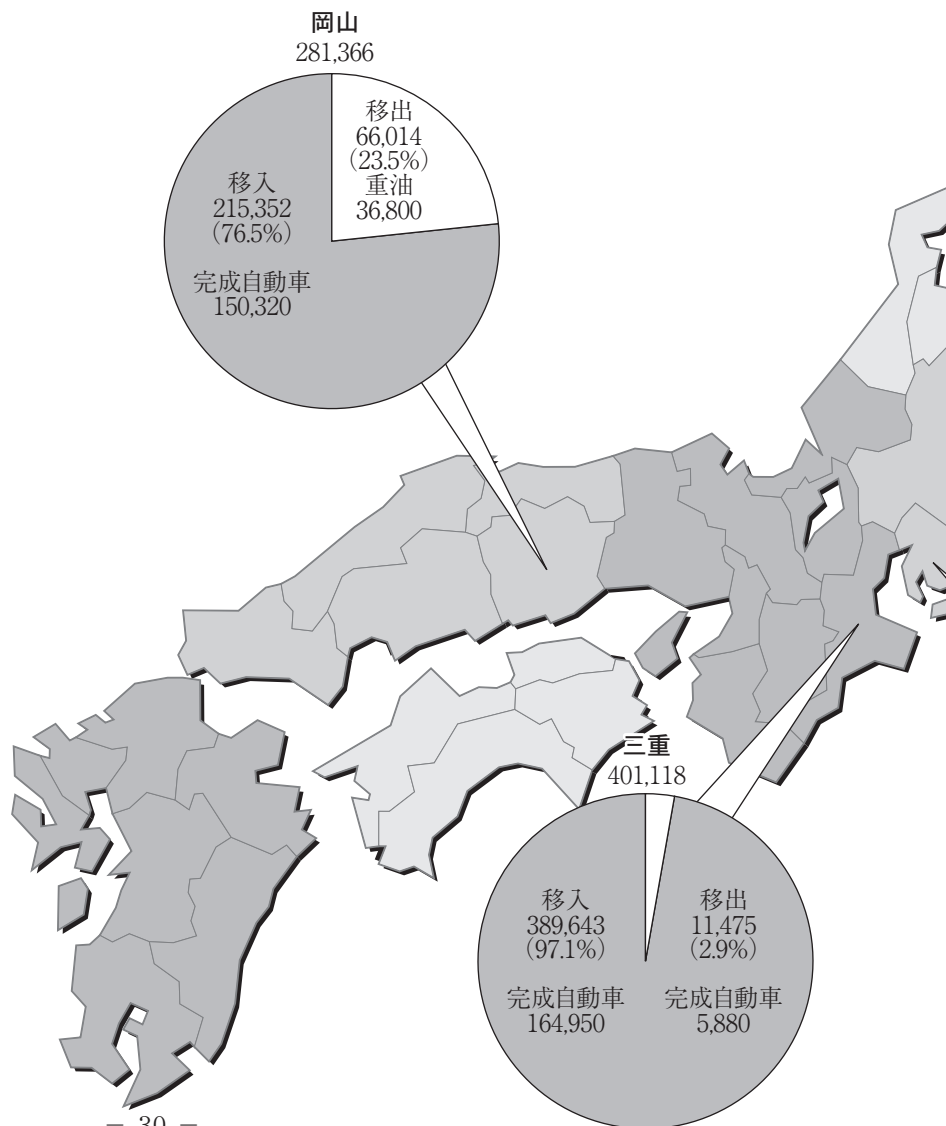 岡山
281,366
移出
66,014
（23.5%）
重油
36,800
移入
215,352
（76.5%）
完成自動車
150,320
三重
401,118
移入
389,643
（97.1%）
完成自動車
164,950
移出
11,475
（2.9%）
完成自動車
5,880
− 30 −